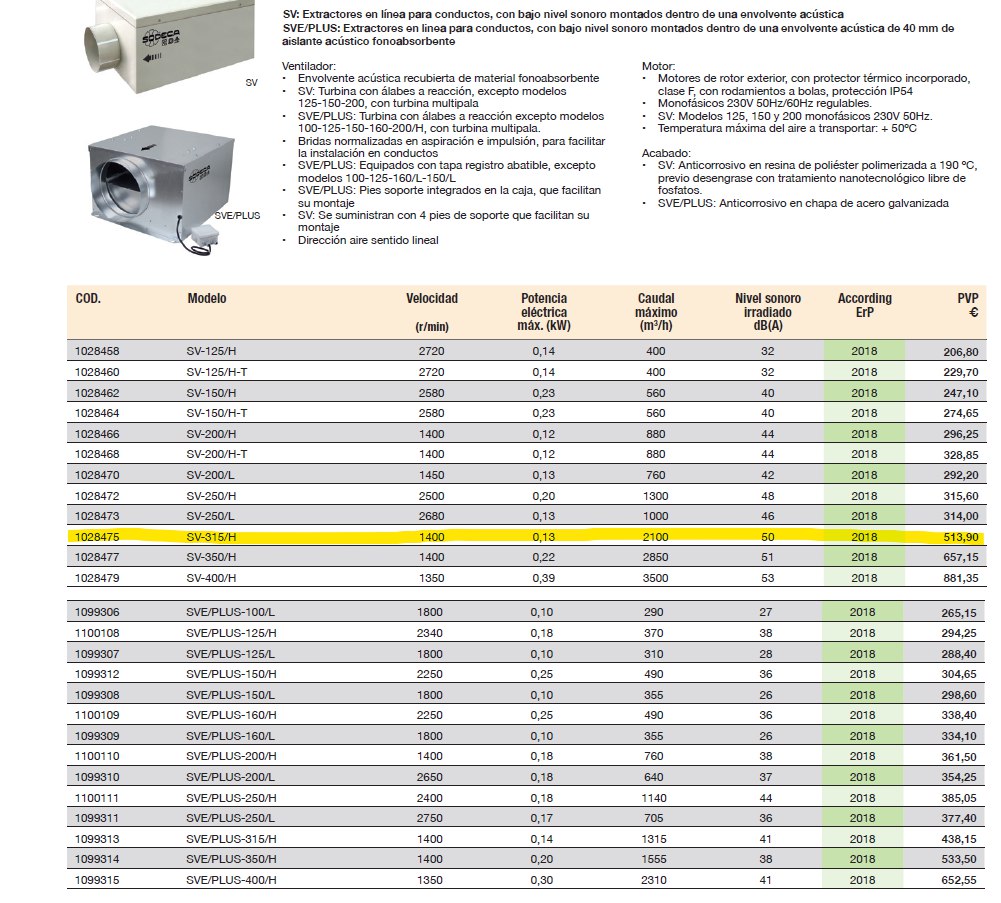 SODECA
SV
SODECA
SVE/PLUS
SV: Extractores en línea para conductos, con bajo nivel sonoro montados dentro de una envolvente acústica
SVE/PLUS: Extractores en linea para conductos, con bajo nivel sonoro montados dentro de una envolvente acústica de 40 mm de
aislante acústico fonoabsorbente
Ventilador:
• Envolvente acústica recubierta de material fonoabsorbente
• SV: Turbina con álabes a reacción, excepto modelos
125-150-200, con turbina multipala
• SVE/PLUS: Turbina con álabes a reacción excepto modelos
100-125-150-160-200/H, con turbina multipala.
• Bridas normalizadas en aspiración e impulsión, para facilitar
la instalación en conductos
• SVE/PLUS: Equipados con tapa registro abatible, excepto
modelos 100-125-160/L-150/L
• SVE/PLUS: Pies soporte integrados en la caja, que facilitan
su montaje
• SV: Se suministran con 4 pies de soporte que facilitan su
montaje
• Dirección aire sentido lineal
Motor:
• Motores de rotor exterior, con protector térmico incorporado,
clase F, con rodamientos a bolas, protección IP54
• Monofásicos 230V 50Hz/60Hz regulables.
• SV: Modelos 125, 150 y 200 monofásicos 230V 50Hz.
• Temperatura máxima del aire a transportar: + 50ºC
Acabado:
• SV: Anticorrosivo en resina de poliéster polimerizada a 190 ºC,
previo desengrase con tratamiento nanotecnológico libre de
fosfatos.
• SVE/PLUS: Anticorrosivo en chapa de acero galvanizada
COD. Modelo Velocidad Potencia Caudal Nivel sonoro According PVP
eléctrica máximo irradiado ErP €
(r/min) máx. (kW) (m³/h) dB(A)
1028458 SV-125/H 2720 0,14 400 32 2018 206,80
1028460 SV-125/H-T 2720 0,14 400 32 2018 229,70
1028462 SV-150/H 2580 0,23 560 40 2018 247,10
1028464 SV-150/H-T 2580 0,23 560 40 2018 274,65
1028466 SV-200/H 1400 0,12 880 44 2018 296,25
1028468 SV-200/H-T 1400 0,12 880 44 2018 328,85
1028470 SV-200/L 1450 0,13 760 42 2018 292,20
1028472 SV-250/H 2500 0,20 1300 48 2018 315,60
1028473 SV-250/L 2680 0,13 1000 46 2018 314,00
1028475 SV-315/H 1400 0,13 2100 50 2018 513,90
1028477 SV-350/H 1400 0,22 2850 51 2018 657,15
1028479 SV-400/H 1350 0,39 3500 53 2018 881,35
1099306 SVE/PLUS-100/L 1800 0,10 290 27 2018 265,15
1100108 SVE/PLUS-125/H 2340 0,18 370 38 2018 294,25
1099307 SVE/PLUS-125/L 1800 0,10 310 28 2018 288,40
1099312 SVE/PLUS-150/H 2250 0,25 490 36 2018 304,65
1099308 SVE/PLUS-150/L 1800 0,10 355 26 2018 298,60
1100109 SVE/PLUS-160/H 2250 0,25 490 36 2018 338,40
1099309 SVE/PLUS-160/L 1800 0,10 355 26 2018 334,10
1100110 SVE/PLUS-200/H 1400 0,18 760 38 2018 361,50
1099310 SVE/PLUS-200/L 2650 0,18 640 37 2018 354,25
1100111 SVE/PLUS-250/H 2400 0,18 1140 44 2018 385,05
1099311 SVE/PLUS-250/L 2750 0,17 705 36 2018 377,40
1099313 SVE/PLUS-315/H 1400 0,14 1315 41 2018 438,15
1099314 SVE/PLUS-350/H 1400 0,20 1555 38 2018 533,50
1099315 SVE/PLUS-400/H 1350 0,30 2310 41 2018 652,55